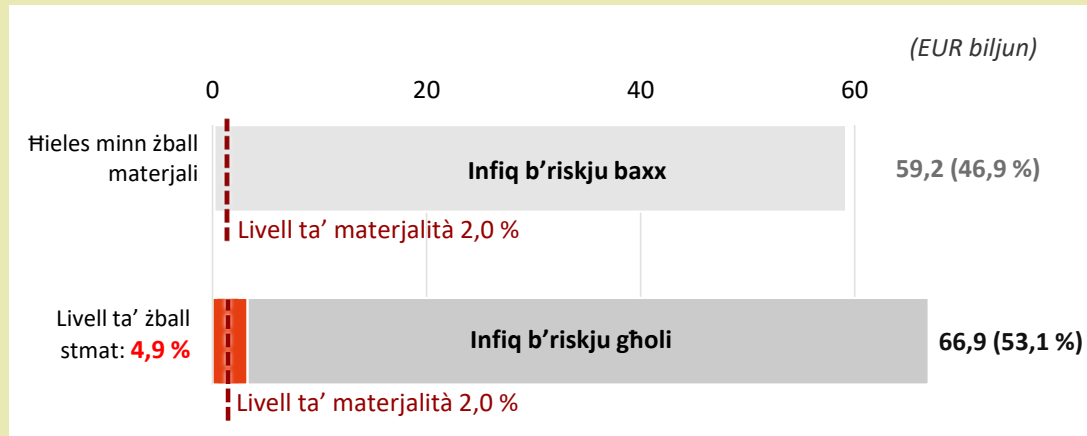 (EUR biljun)
0 20 40 60
Ħieles minn żball
materjali
Infiq b’riskju baxx
59,2 (46,9 %)
Livell ta’ materjalità 2,0 %
Livell ta’ żball
stmat: 4,9 %
Infiq b’riskju għoli
66,9 (53,1 %)
Livell ta’ materjalità 2,0 %